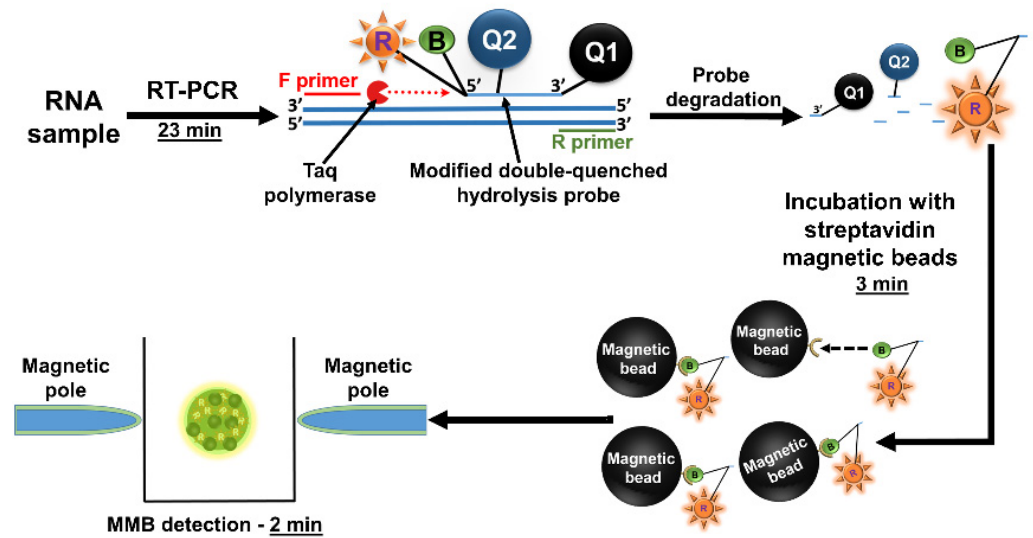 RNA
sample
RT-PCR
23 min
F primer
R
B
Q2
Q1
5’
3’
3’
5’
5’
3’
R primer
Taq
polymerase
Modified double-quenched
hydrolysis probe
Probe
degradation
3’
Q1
Q2
B
R
Incubation with
streptavidin
magnetic beads
3 min
Magnetic
bead
B
R
Magnetic
bead
B
R
Magnetic
bead
B
R
Magnetic
bead
B
R
Magnetic
pole
R
R
R
R
R
R
R
Magnetic
pole
MMB detection - 2 min